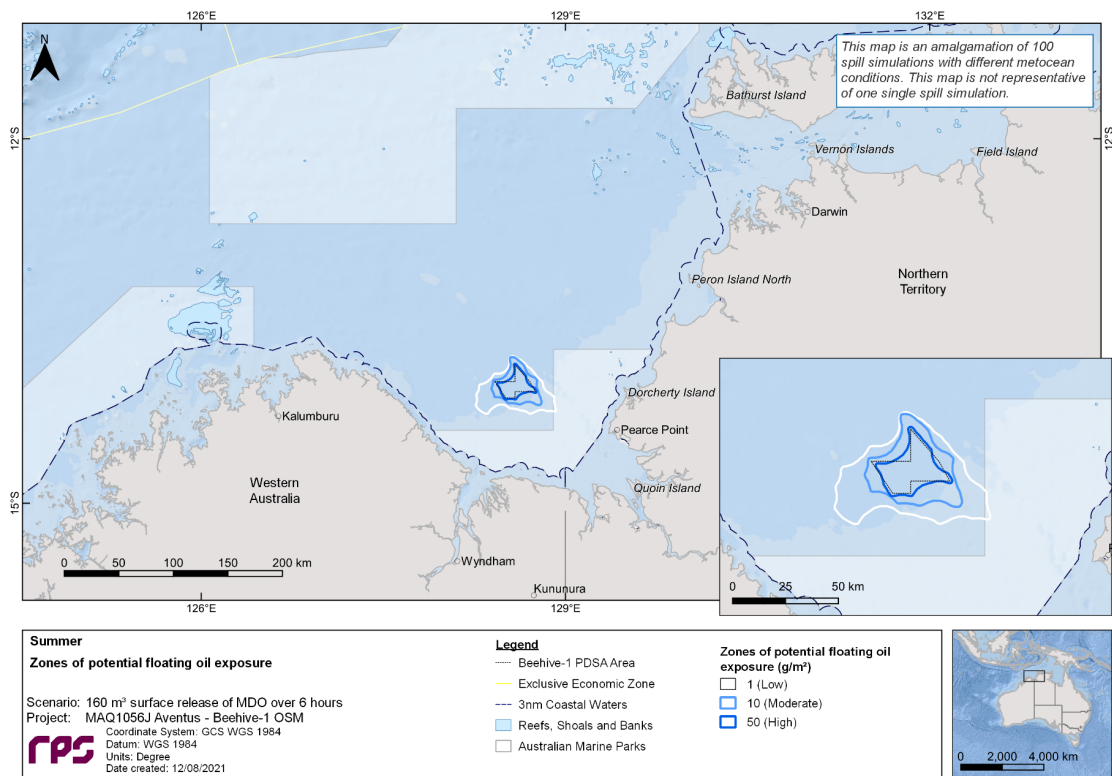 126°E
129°E
132°E
N
This map is an amalgamation of 100
spill simulations with different metocean
conditions. This map is not representative
of one single spill simulation.
Bathurst Island
12°S
12°S
Vernon Islands
Field Island
Darwin
Peron Island North
Northern
Territory
Dorcherty Island
Kalumburu
Pearce Point
Western
Australia
Quoin Island
15°S
0 50 100 150 200 km
Wyndham
Kununurra
0 25 50 km
126°E
129°E
Summer
Zones of potential floating oil exposure
Scenario: 160 m³ surface release of MDO over 6 hours
Project: MAQ1056J Aventus - Beehive-1 OSM
rps
Coordinate System: GCS WGS 1984
Datum: WGS 1984
Units: Degree
Date created: 12/08/2021
Legend
Beehive-1 PDSA Area
Exclusive Economic Zone
3nm Coastal Waters
Reefs, Shoals and Banks
Australian Marine Parks
Zones of potential floating oil
exposure (g/m²)
1 (Low)
10 (Moderate)
50 (High)
0 2,000 4,000 km